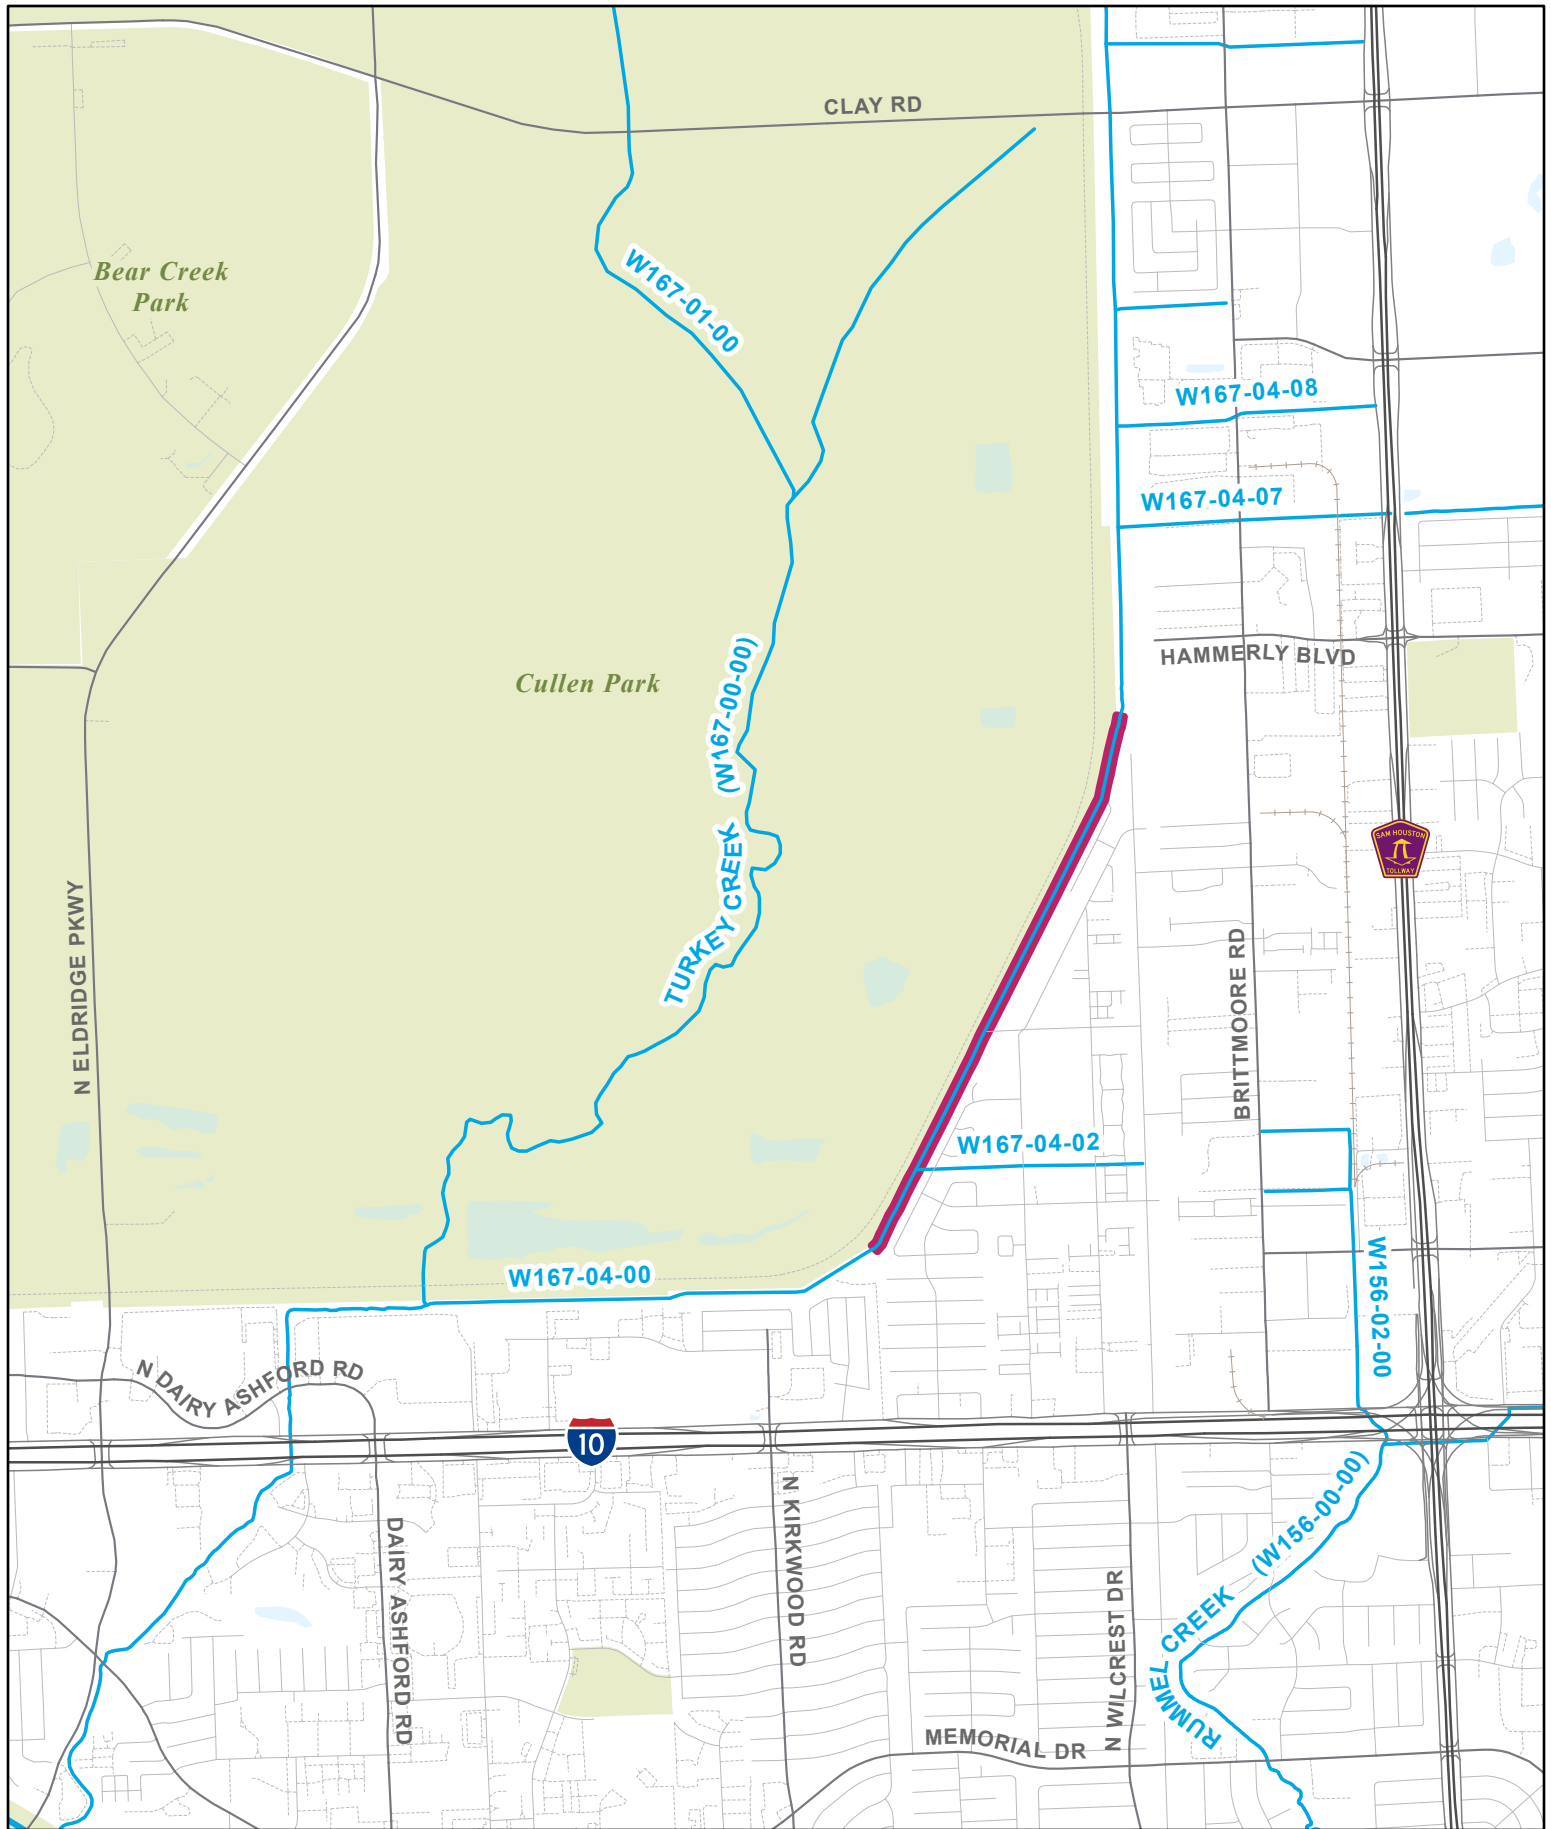 CLAY RD
Bear Creek
Park
W167-01-00
W167-04-08
W167-04-07
HAMMERLY BLVD
Cullen Park
TURKEY CREEK (W167-00-00)
SAM HOUSTON
TOLLWAY
N ELDRIDGE PKWY
BRITTMOORE RD
W167-04-02
W167-04-00
W156-02-00
N DAIRY ASHFORD RD
10
DAIRY ASHFORD RD
N KIRKWOOD RD
N WILCREST DR
RUMMEL CREEK (W156-00-00)
MEMORIAL DR